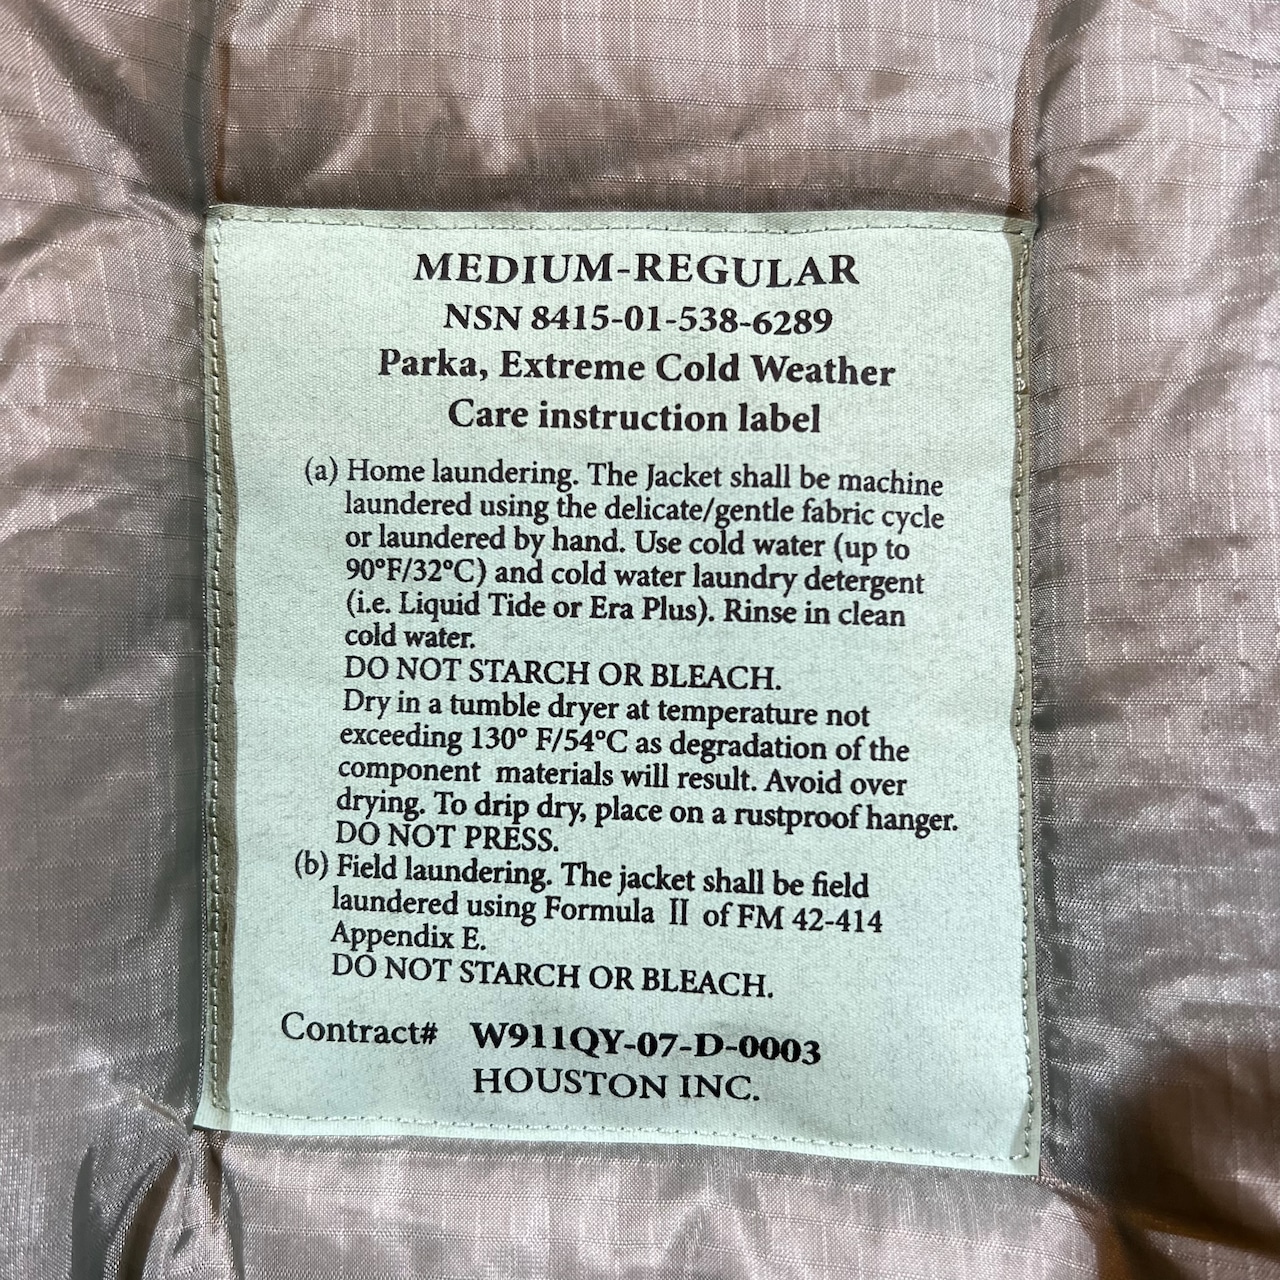 MEDIUM-REGULAR
NSN 8415-01-538-6289
Parka, Extreme Cold Weather
Care instruction label
(a) Home laundering. The Jacket shall be machine
laundered using the delicate/gentle fabric cycle
or laundered by hand. Use cold water (up to
90°F/32°C) and cold water laundry detergent
(i.e. Liquid Tide or Era Plus). Rinse in clean
cold water.
DO NOT STARCH OR BLEACH.
Dry in a tumble dryer at temperature not
exceeding 130° F/54°C as degradation of the
component materials will result. Avoid over
drying. To drip dry, place on a rustproof hanger.
DO NOT PRESS.
(b) Field laundering. The jacket shall be field
laundered using Formula II of FM 42-414
Appendix E.
DO NOT STARCH OR BLEACH.
Contract# W911QY-07-D-0003
HOUSTON INC.